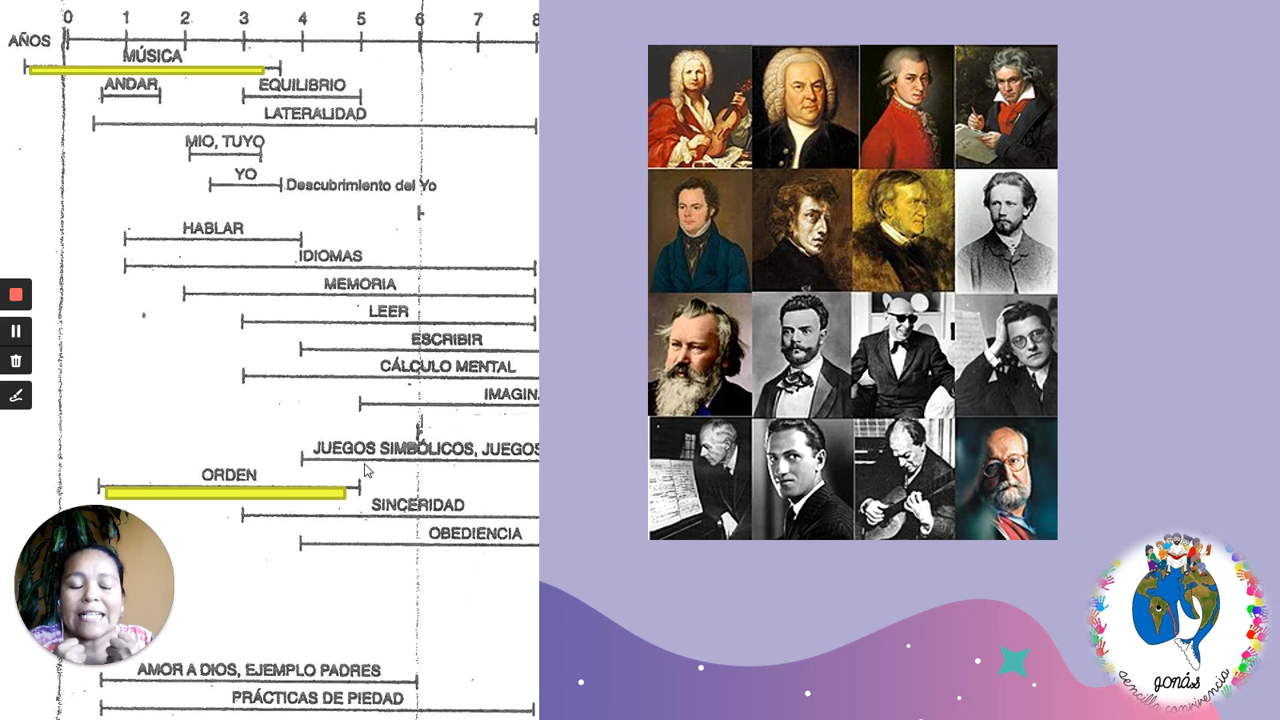 0 1 2 3 4 5 6 7 8
AÑOS
MÚSICA
ANDAR EQUILIBRIO
LATERALIDAD
MIO, TUYO
YO Descubrimiento del Yo
HABLAR
IDIOMAS
MEMORIA
LEER
ESCRIBIR
CÁLCULO MENTAL
IMAGIN
JUEGOS SIMBÓLICOS, JUEGOS
ORDEN
SINCERIDAD
OBEDIENCIA
AMOR A DIOS, EJEMPLO PADRES
PRÁCTICAS DE PIEDAD
jonás
sencilla convivencia